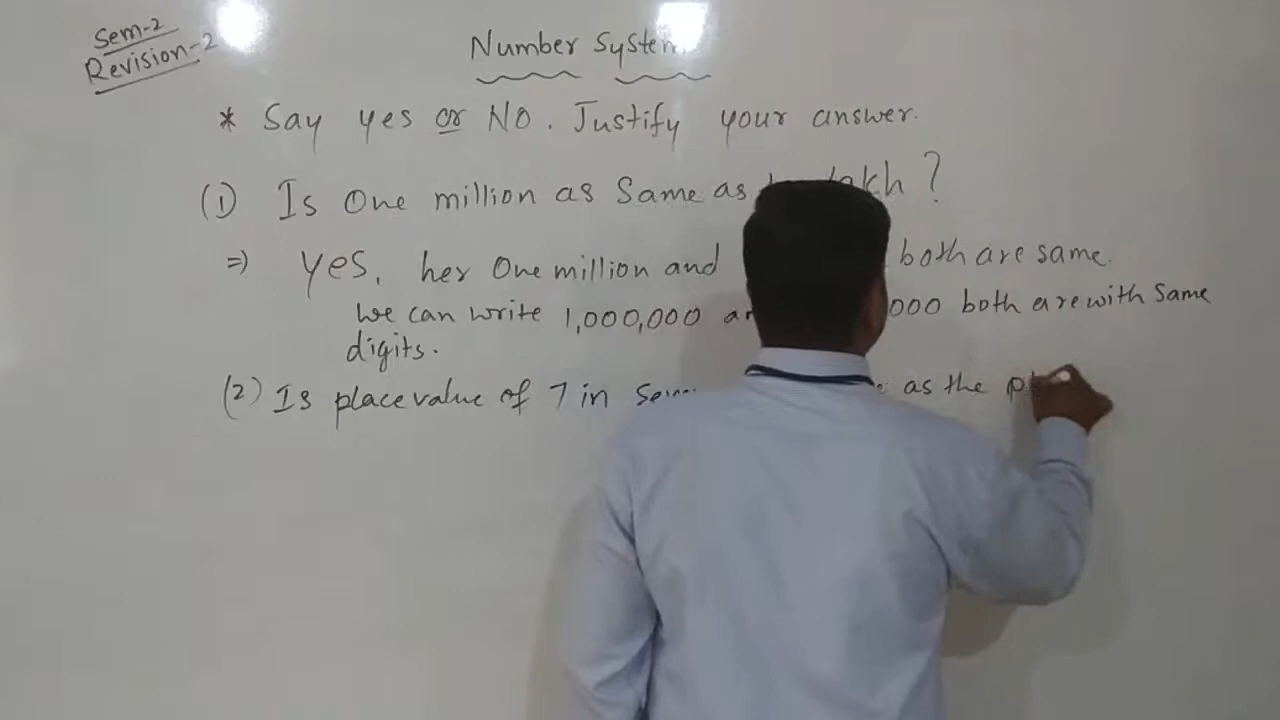 Sem-2
Revision-2
Number System
* Say yes or No. Justify your answer.
(1) Is One million as Same as lakh ?
⇒) Yes, her One million and both are same.
We can write 1,000,000 000 both are with Same
digits.
(2) Is place value of 7 in as the